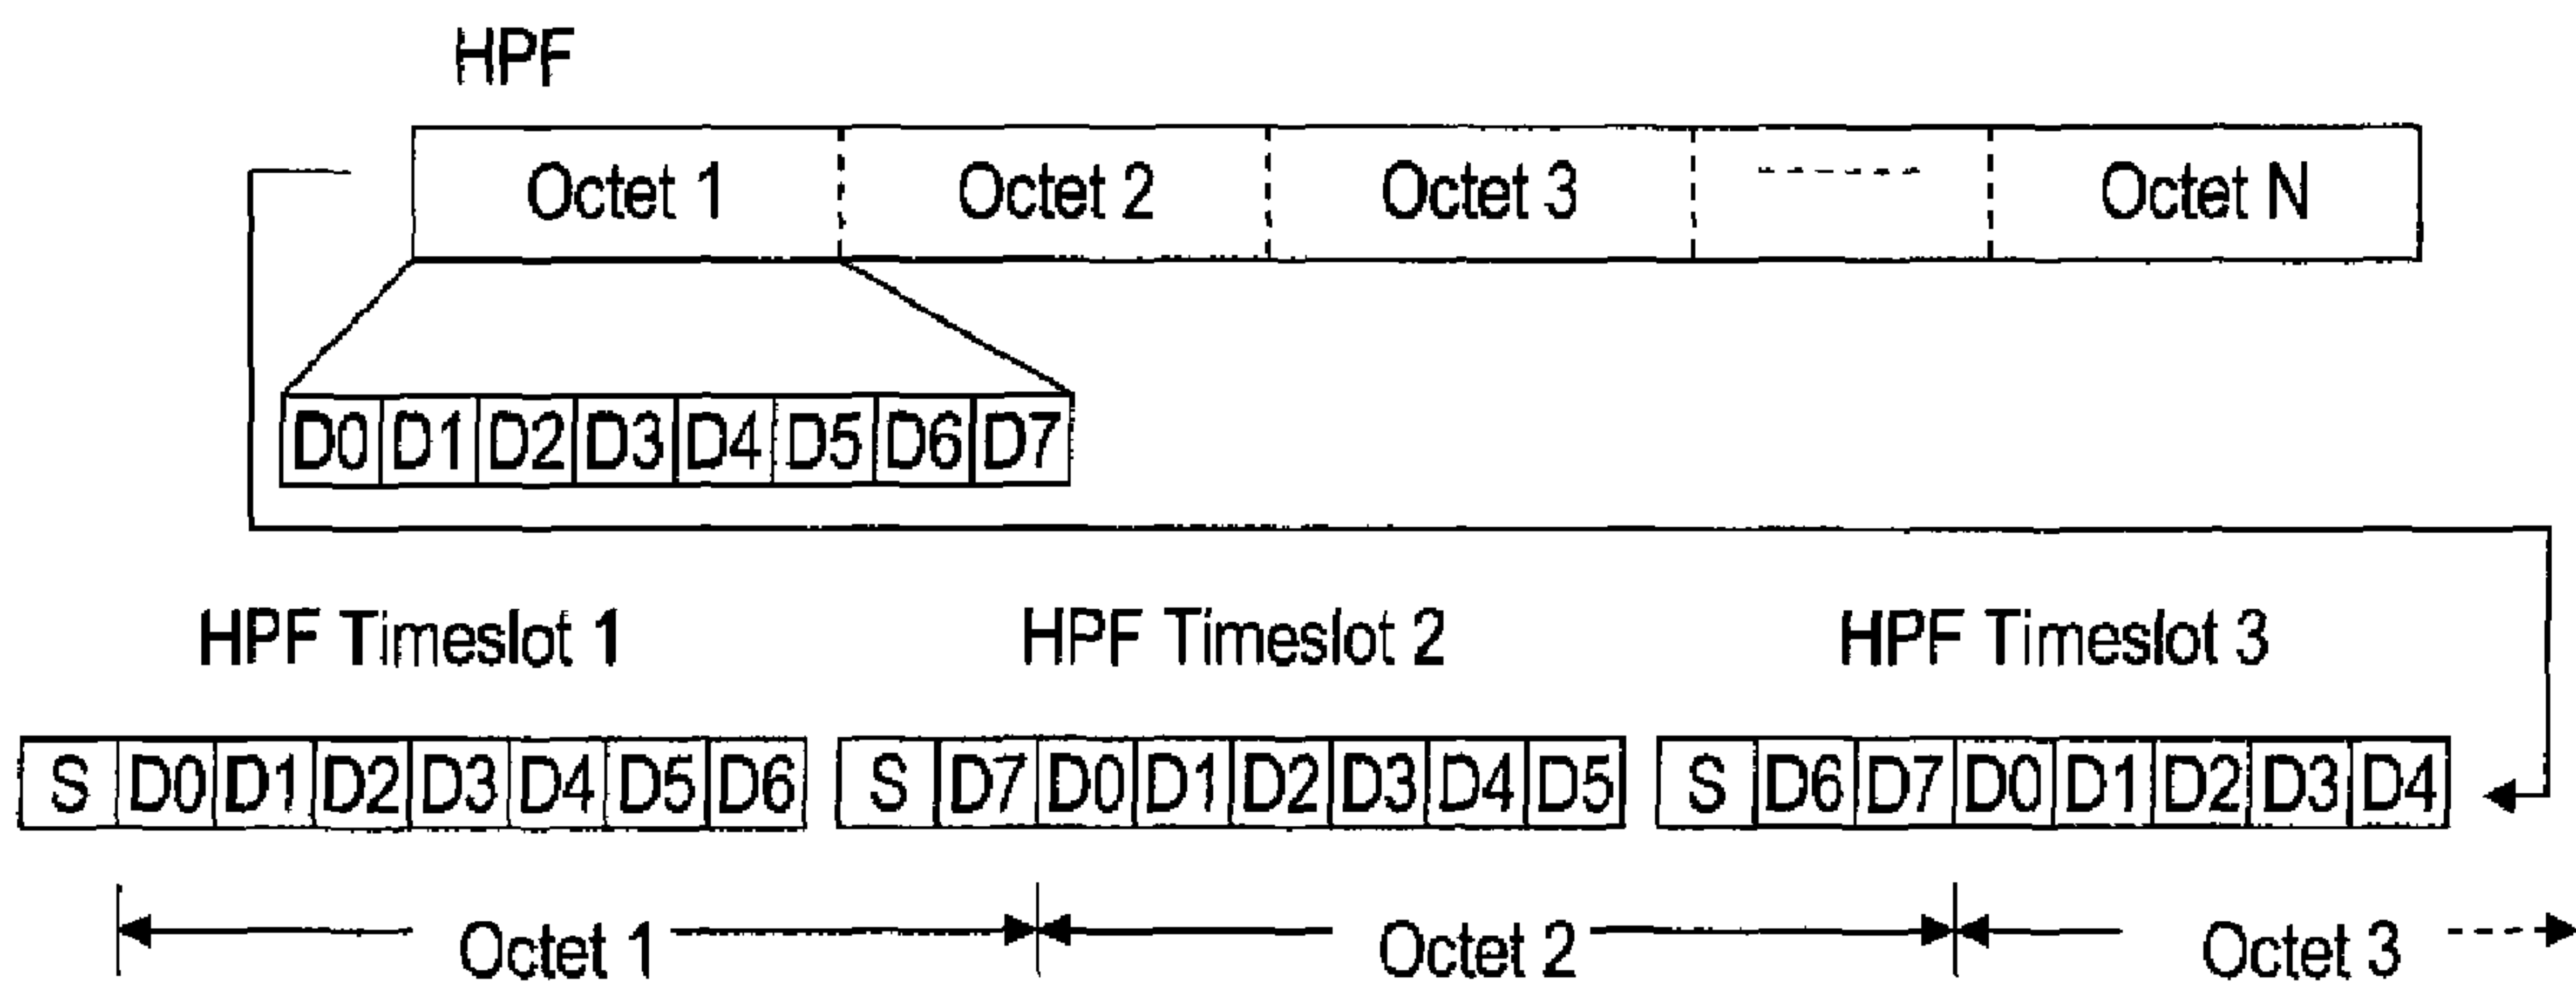 HPF
Octet 1 Octet 2 Octet 3 Octet N
D0 D1 D2 D3 D4 D5 D6 D7
HPF Timeslot 1 HPF Timeslot 2 HPF Timeslot 3
S D0 D1 D2 D3 D4 D5 D6 S D7 D0 D1 D2 D3 D4 D5 S D6 D7 D0 D1 D2 D3 D4
Octet 1 Octet 2 Octet 3